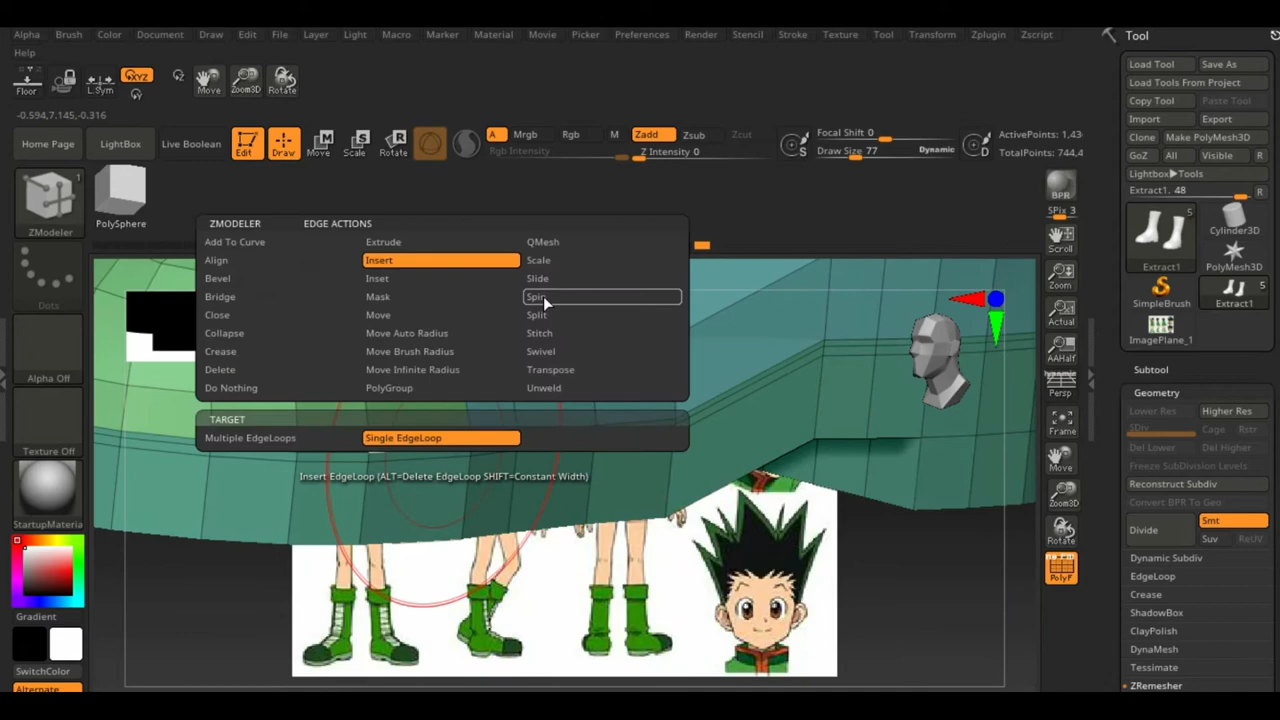 Alpha Brush Color Document Draw Edit File Layer Light Macro Marker Material Movie Picker Preferences Render Stencil Stroke Texture Tool Transform Zplugin Zscript
Help
Floor L.Sym XYZ Y Z Move Zoom3D Rotate
-0.594,7.145,-0.316
Home Page LightBox Live Boolean Edit Draw Move Scale Rotate
A Mrgb Rgb M Zadd Zsub Zcut
Rgb Intensity Z Intensity 0
S Focal Shift 0
Draw Size 77 Dynamic D
ActivePoints: 1,43
TotalPoints: 744,4
1
ZModeler
PolySphere
Dots
Alpha Off
Texture Off
StartupMateria
Gradient
SwitchColor
Alternate
ZMODELER EDGE ACTIONS
Add To Curve Extrude QMesh
Align Insert Scale
Bevel Inset Slide
Bridge Mask Spin
Close Move Split
Collapse Move Auto Radius Stitch
Crease Move Brush Radius Swivel
Delete Move Infinite Radius Transpose
Do Nothing PolyGroup Unweld
TARGET
Multiple EdgeLoops Single EdgeLoop
Insert EdgeLoop (ALT=Delete EdgeLoop SHIFT=Constant Width)
BPR
SPix 3
Scroll
Zoom
Actual
AAHalf
Dynamic
Persp
Frame
Move
Zoom3D
Rotate
PolyF
Tool
Load Tool Save As
Load Tools From Project
Copy Tool Paste Tool
Import Export
Clone Make PolyMesh3D
GoZ All Visible R
Lightbox▶Tools
Extract1. 48 R
5
Extract1
Cylinder3D
PolyMesh3D
SimpleBrush
5
Extract1
ImagePlane_1
Subtool
Geometry
Lower Res Higher Res
SDiv Cage Rstr
Del Lower Del Higher
Freeze SubDivision Levels
Reconstruct Subdiv
Convert BPR To Geo
Divide Smt
Suv ReUV
Dynamic Subdiv
EdgeLoop
Crease
ShadowBox
ClayPolish
DynaMesh
Tessimate
ZRemesher